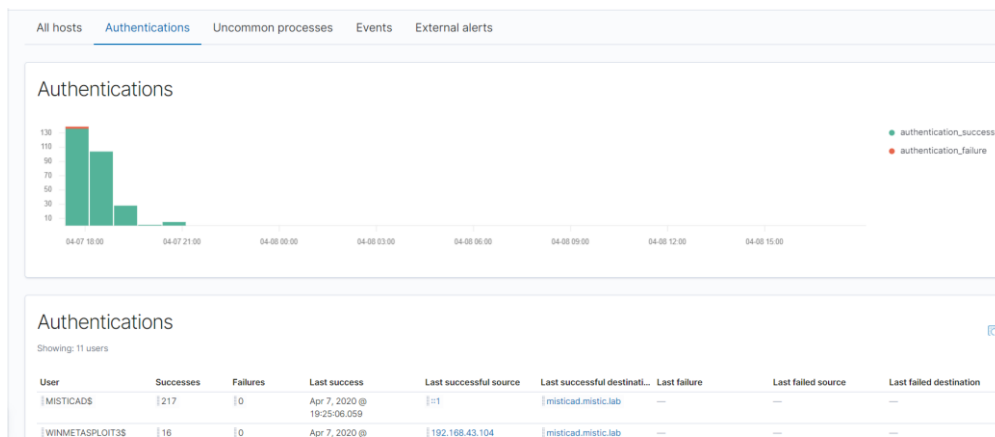 All hosts Authentications Uncommon processes Events External alerts
Authentications
130
110
90
70
50
30
10
authentication_success
authentication_failure
04-07 18:00 04-07 21:00 04-08 00:00 04-08 03:00 04-08 06:00 04-08 09:00 04-08 12:00 04-08 15:00
Authentications
Showing: 11 users
User Successes Failures Last success Last successful source Last successful destinati... Last failure Last failed source Last failed destination
MISTICAD$ 217 0 Apr 7, 2020 @ ::1 misticad.mistic.lab — — —
19:25:06.059
WINMETASPLOIT3$ 16 0 Apr 7, 2020 @ 192.168.43.104 misticad.mistic.lab — — —